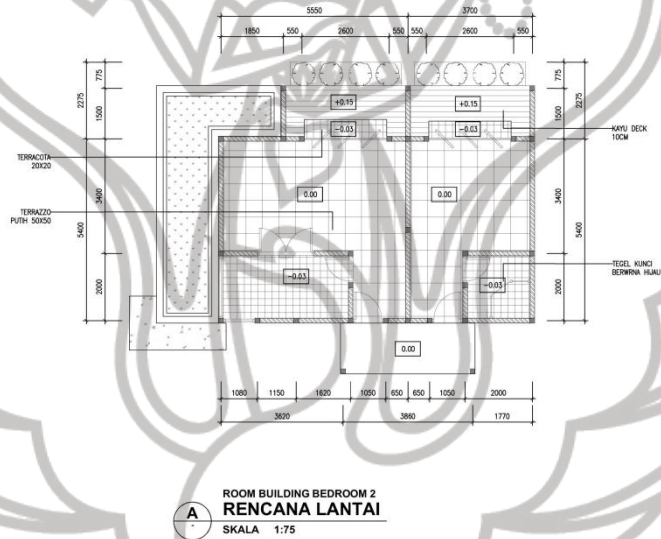 5550 3700
1850 550 2600 550 550 2600 550
2275 775 1500 +0.15 +0.15 775 1500 2275
-0.03 -0.03
KAYU DECK
10CM
TERRACOTA
20X20
0.00 0.00
3400 5400 3400 5400
TERRAZZO
PUTIH 50X50
TEGEL KUNCI
BERWRNA HIJAU
-0.03 -0.03
2000 2000
0.00
1080 1150 1620 1050 650 650 1050 2000
3620 3860 1770
ROOM BUILDING BEDROOM 2
A RENCANA LANTAI
SKALA 1:75